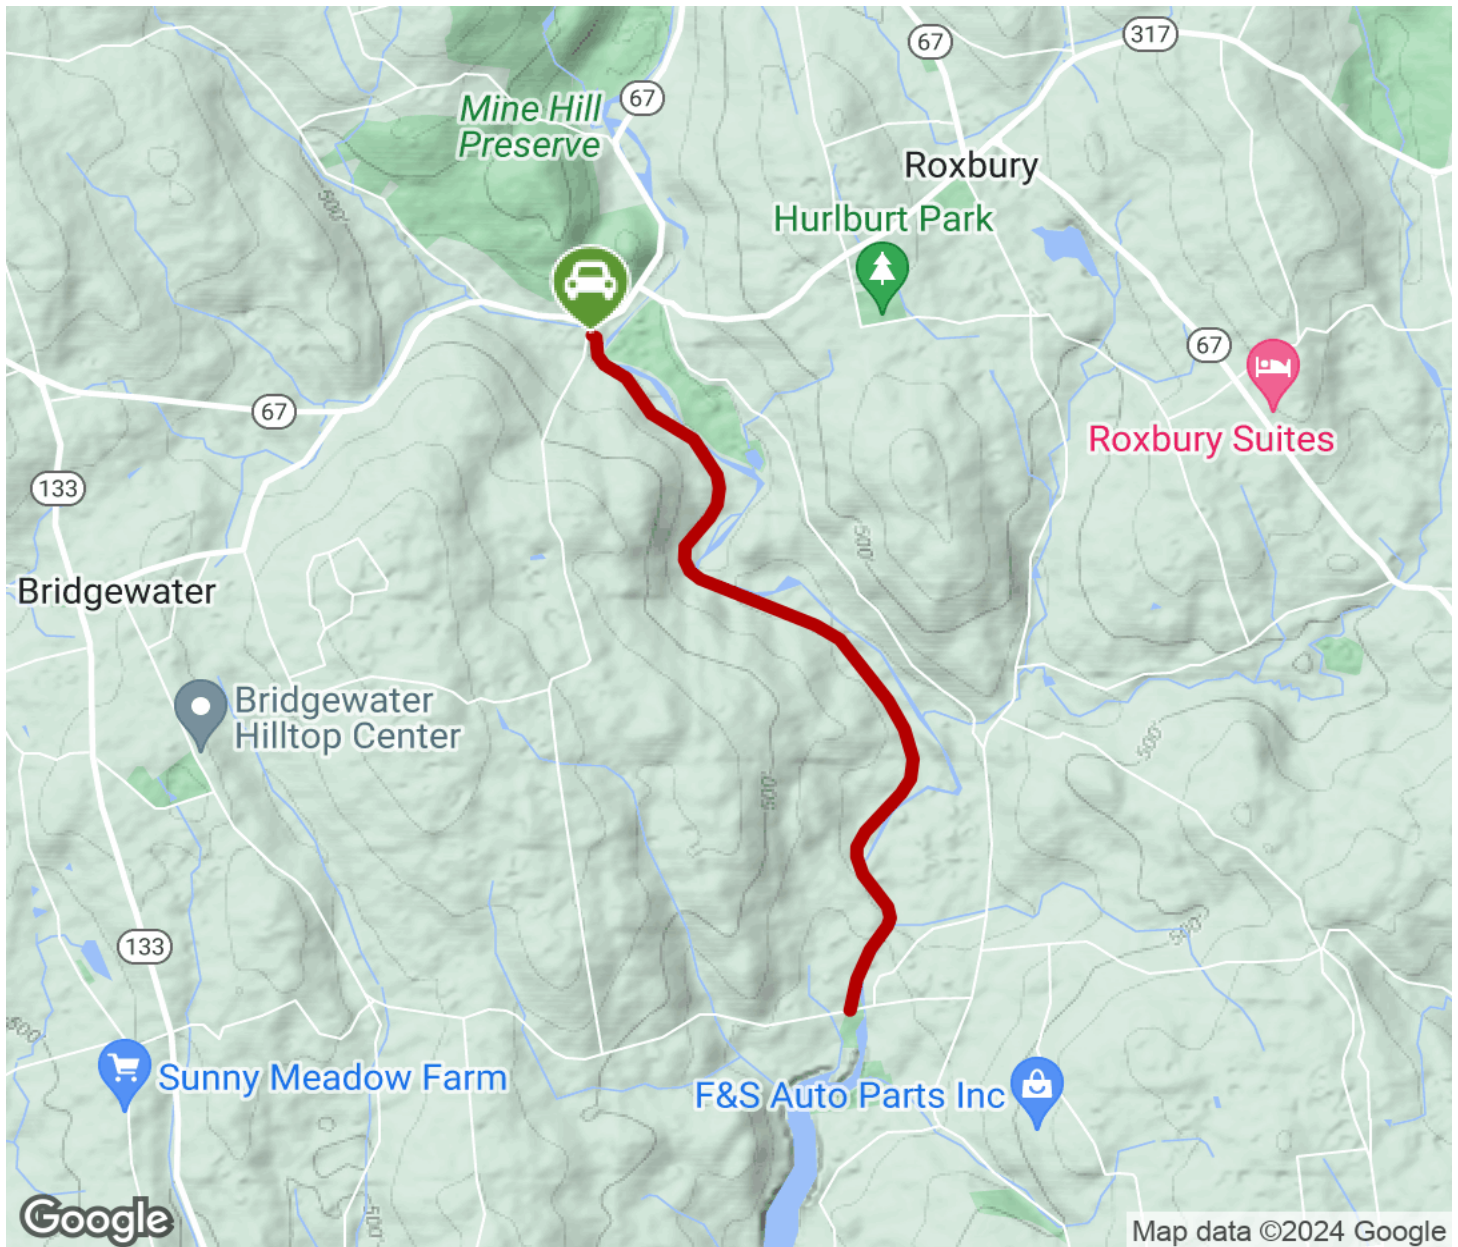 67
317
Mine Hill
Preserve
67
Roxbury
500'
Hurlburt Park
67
67
Roxbury Suites
133
500'
Bridgewater
Bridgewater
Hilltop Center
500'
500'
133
500'
500'
Sunny Meadow Farm
F&S Auto Parts Inc
500'
Google
Map data ©2024 Google